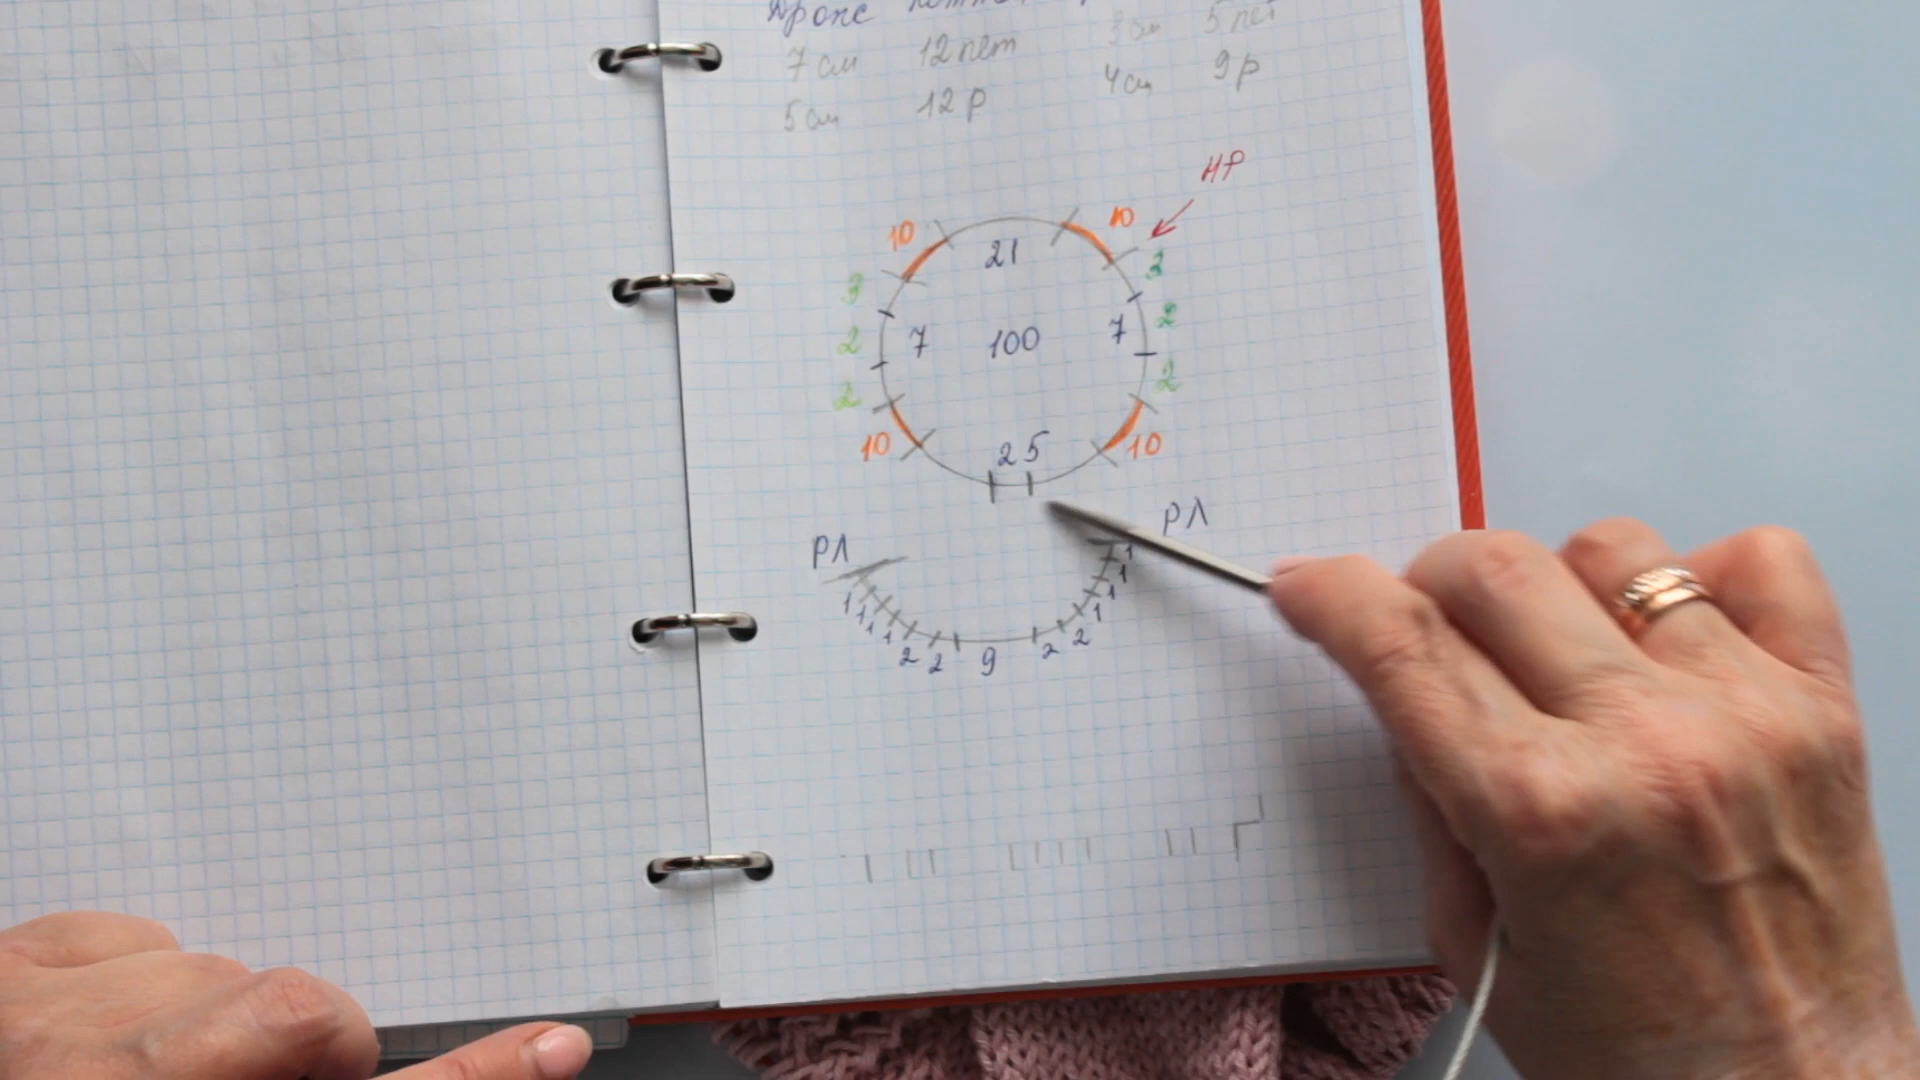 Дропс
7 см 12 пет 3 см 5 пет
5 см 12 р 4 см 9 р
НР
10 21 10
3 3
2 7 100 7 2
2 2
10 25 10
РЛ РЛ
1 1 1 1 2 2 9 2 2 1 1 1 1